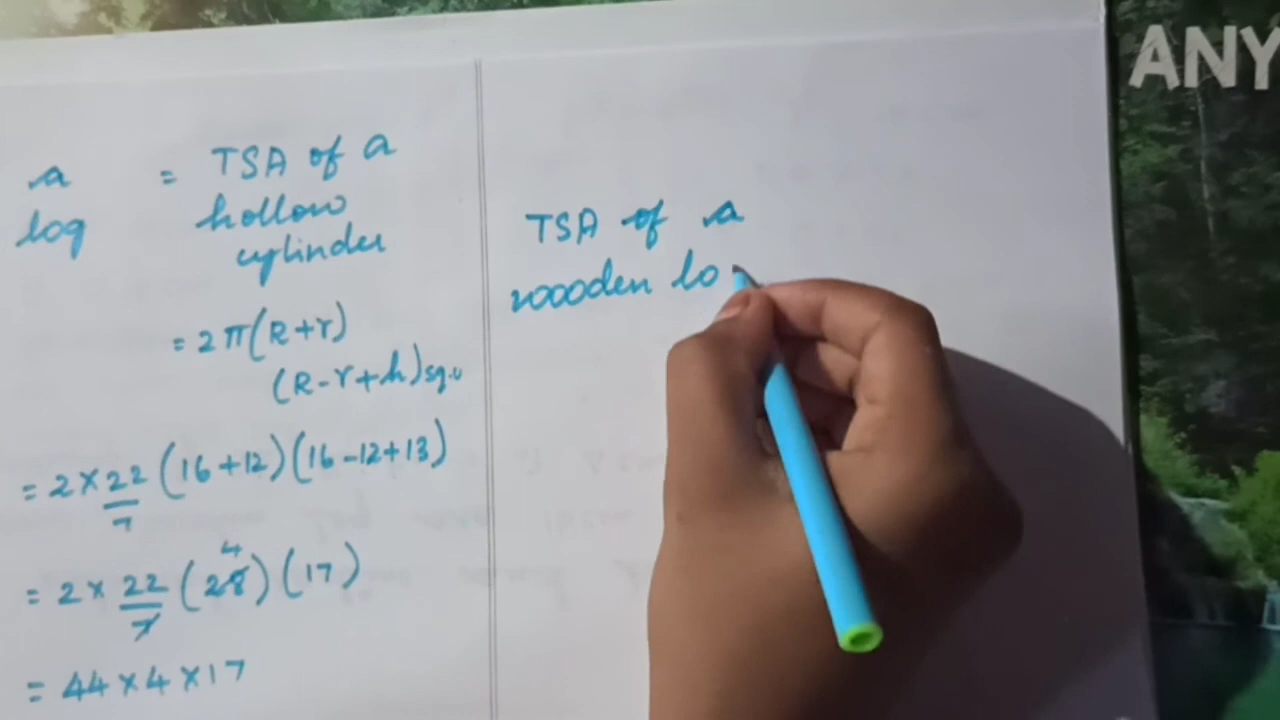 a = TSA of a
log hollow
cylinder
= 2π(R+r)
(R-r+h)sq.u
= 2 × 22/7 (16+12)(16-12+13)
= 2 × 22/7 (28) 4 (17)
= 44 × 4 × 17
TSA of a
wooden lo
ANY